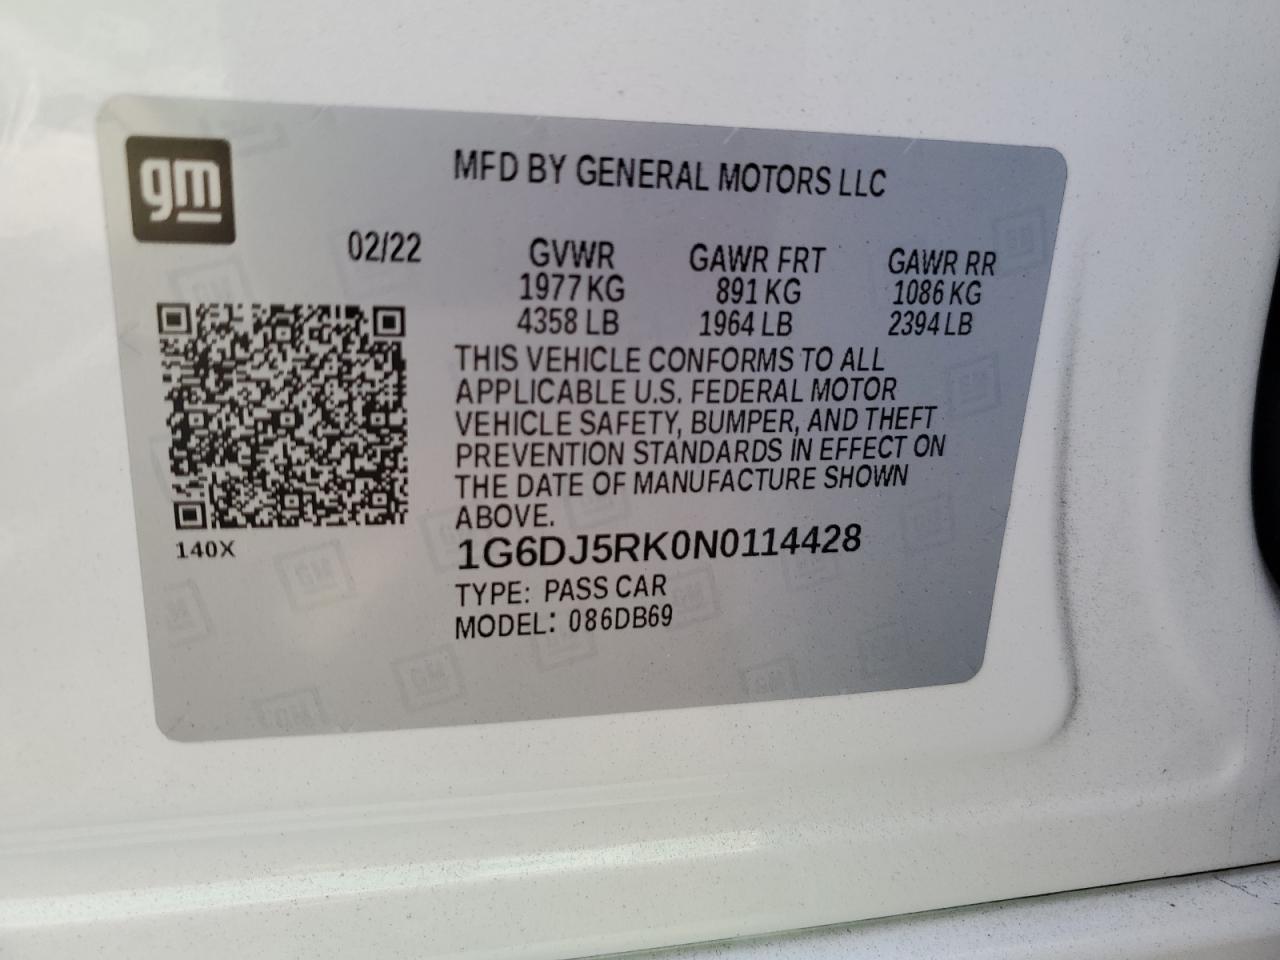 gm
MFD BY GENERAL MOTORS LLC
02/22
GVWR GAWR FRT GAWR RR
1977 KG 891 KG 1086 KG
4358 LB 1964 LB 2394 LB
THIS VEHICLE CONFORMS TO ALL
APPLICABLE U.S. FEDERAL MOTOR
VEHICLE SAFETY, BUMPER, AND THEFT
PREVENTION STANDARDS IN EFFECT ON
THE DATE OF MANUFACTURE SHOWN
ABOVE.
140X
1G6DJ5RK0N0114428
TYPE: PASS CAR
MODEL: 086DB69